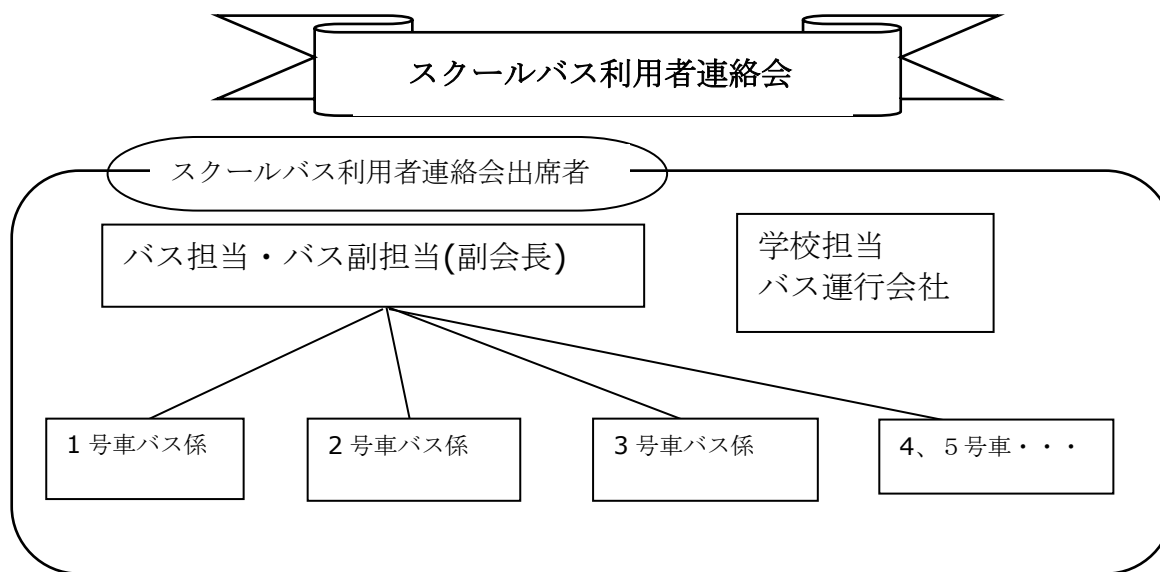 スクールバス利用者連絡会
スクールバス利用者連絡会出席者
バス担当・バス副担当(副会長)
学校担当
バス運行会社
1 号車バス係
2 号車バス係
3 号車バス係
4、５号車・・・